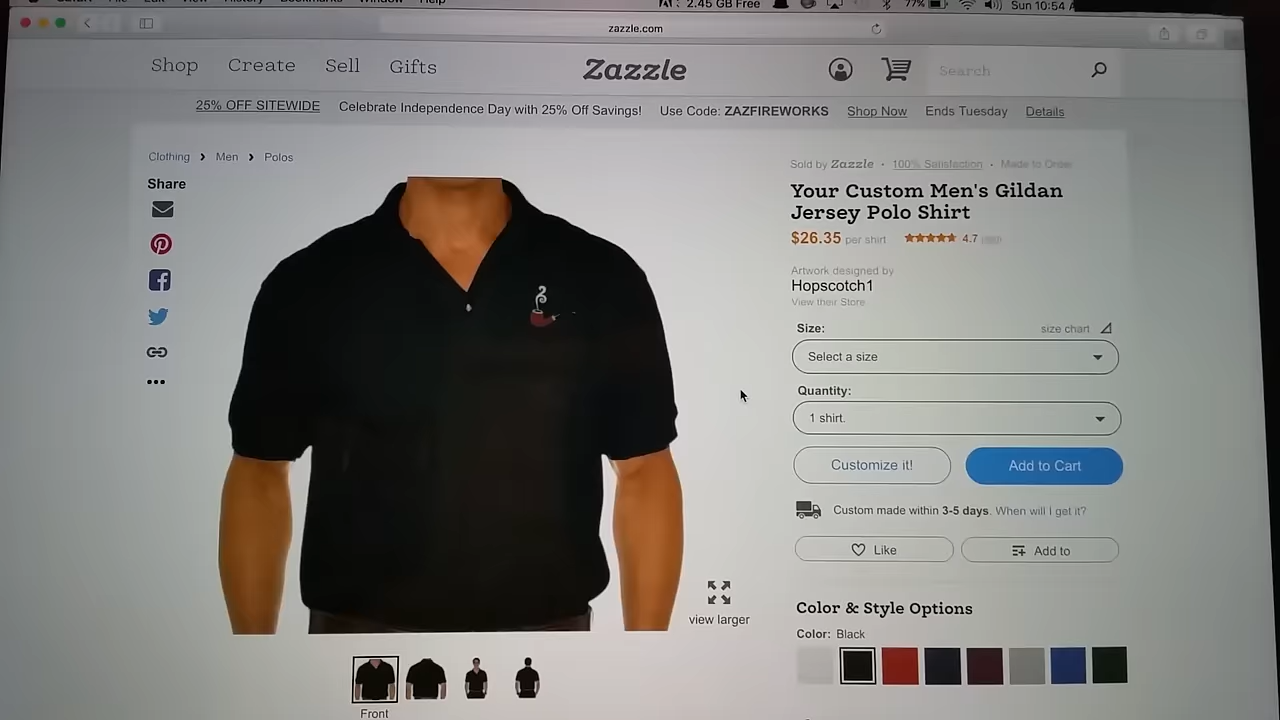 2.45 GB Free
77%
Sun 10:54
zazzle.com
Shop Create Sell Gifts
Zazzle
Search
25% OFF SITEWIDE Celebrate Independence Day with 25% Off Savings! Use Code: ZAZFIREWORKS Shop Now Ends Tuesday Details
Clothing > Men > Polos
Share
Sold by Zazzle · 100% Satisfaction · Made to Order
Your Custom Men's Gildan
Jersey Polo Shirt
$26.35 per shirt 4.7
Artwork designed by
Hopscotch1
View their Store
Size: size chart
Select a size
Quantity:
1 shirt.
Customize it! Add to Cart
Custom made within 3-5 days. When will I get it?
Like Add to
view larger
Color & Style Options
Color: Black
Front